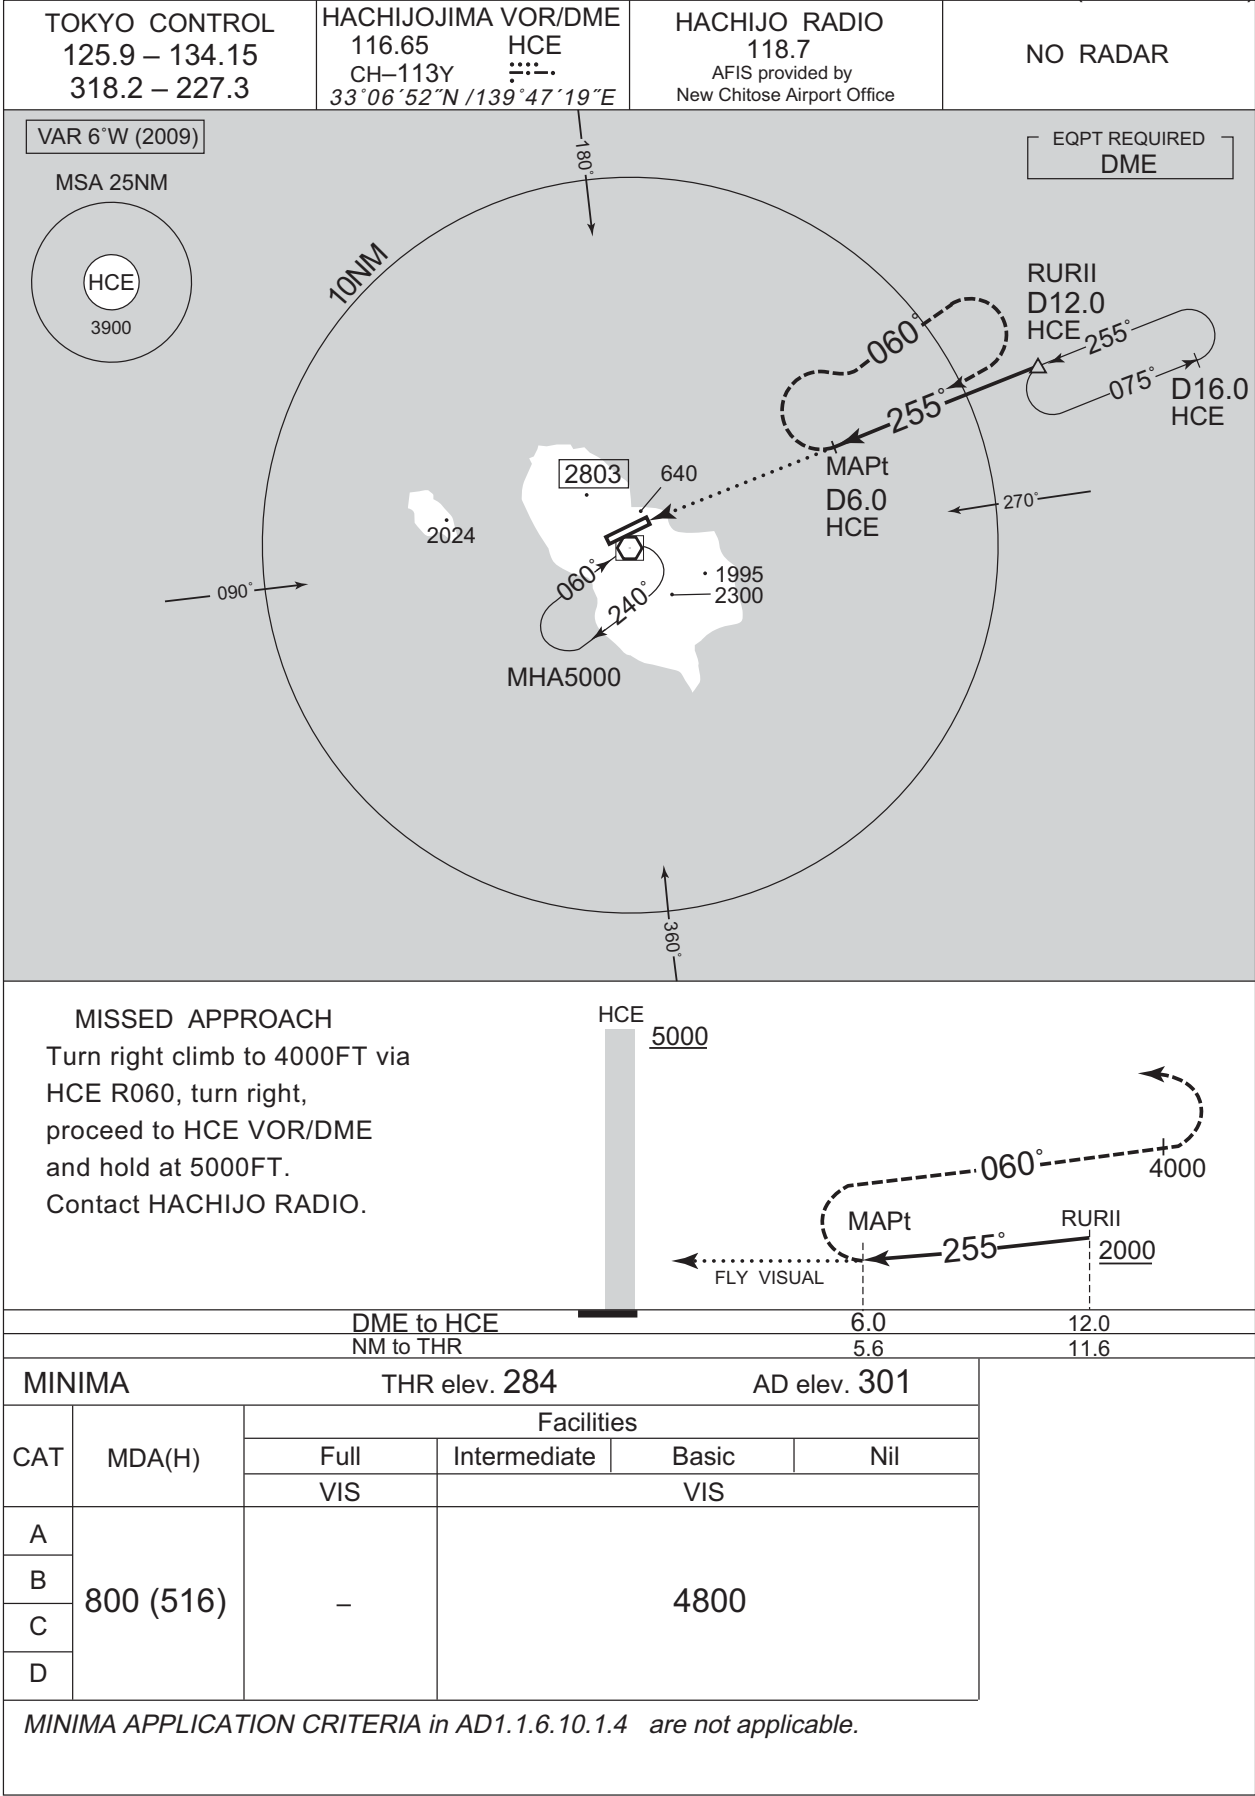 TOKYO CONTROL
125.9 – 134.15
318.2 – 227.3
HACHIJOJIMA VOR/DME
116.65 HCE
CH–113Y
33°06´52˝N /139°47´19˝E
HACHIJO RADIO
118.7
AFIS provided by
New Chitose Airport Office
NO RADAR
VAR 6°W (2009)
MSA 25NM
HCE
3900
EQPT REQUIRED
DME
180°
10NM
RURII
D12.0
HCE
255°
075°
D16.0
HCE
060°
255°
MAPt
D6.0
HCE
2803
640
2024
270°
090°
1995
2300
060°
240°
MHA5000
360°
MISSED APPROACH
Turn right climb to 4000FT via
HCE R060, turn right,
proceed to HCE VOR/DME
and hold at 5000FT.
Contact HACHIJO RADIO.
HCE
5000
060°
4000
MAPt
RURII
255°
2000
FLY VISUAL
DME to HCE 6.0 12.0
NM to THR 5.6 11.6
MINIMA THR elev. 284 AD elev. 301
CAT MDA(H) Facilities
Full Intermediate Basic Nil
VIS VIS
A
B
C
D
800 (516) – 4800
MINIMA APPLICATION CRITERIA in AD1.1.6.10.1.4 are not applicable.